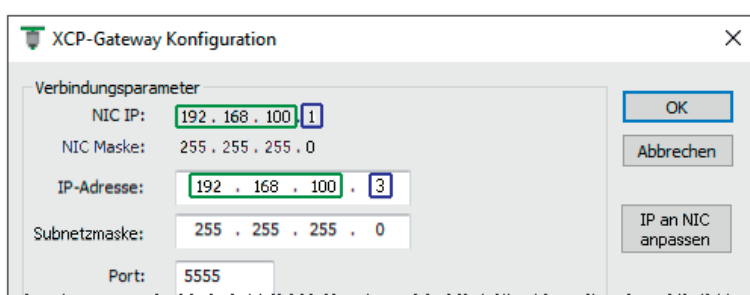 XCP-Gateway Konfiguration
Verbindungsparameter
NIC IP: 192 . 168 . 100 . 1
OK
NIC Maske: 255 . 255 . 255 . 0
Abbrechen
IP-Adresse: 192 . 168 . 100 . 3
Subnetzmaske: 255 . 255 . 255 . 0
IP an NIC
anpassen
Port: 5555